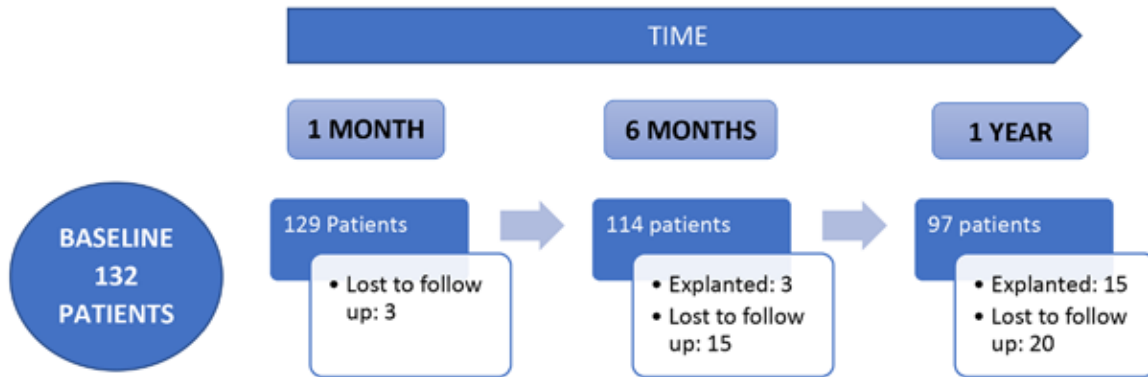 TIME
1 MONTH
6 MONTHS
1 YEAR
BASELINE
132
PATIENTS
129 Patients
• Lost to follow
up: 3
114 patients
• Explanted: 3
• Lost to follow
up: 15
97 patients
• Explanted: 15
• Lost to follow
up: 20